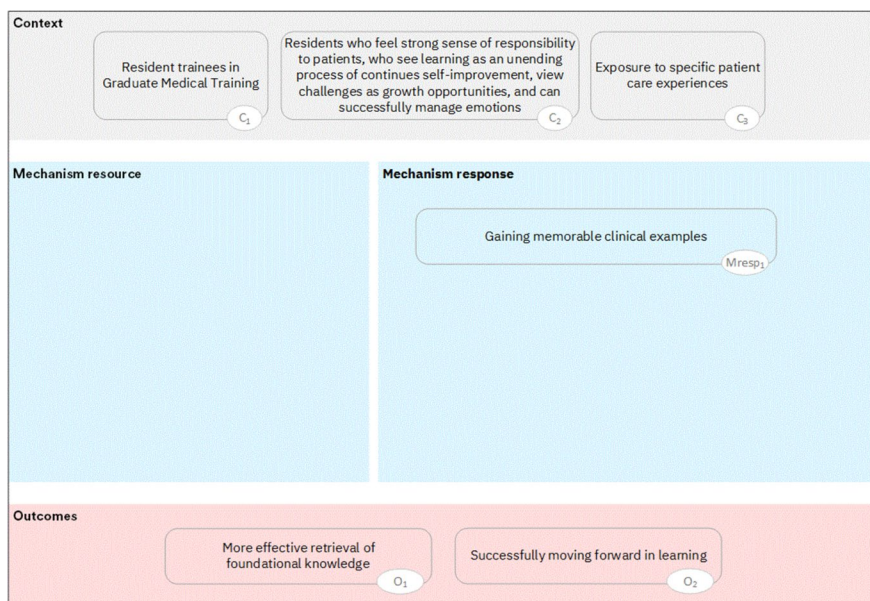 Context
Resident trainees in
Graduate Medical Training
C₁
Residents who feel strong sense of responsibility
to patients, who see learning as an unending
process of continues self-improvement, view
challenges as growth opportunities, and can
successfully manage emotions
C₂
Exposure to specific patient
care experiences
C₃
Mechanism resource
Mechanism response
Gaining memorable clinical examples
Mresp₁
Outcomes
More effective retrieval of
foundational knowledge
O₁
Successfully moving forward in learning
O₂